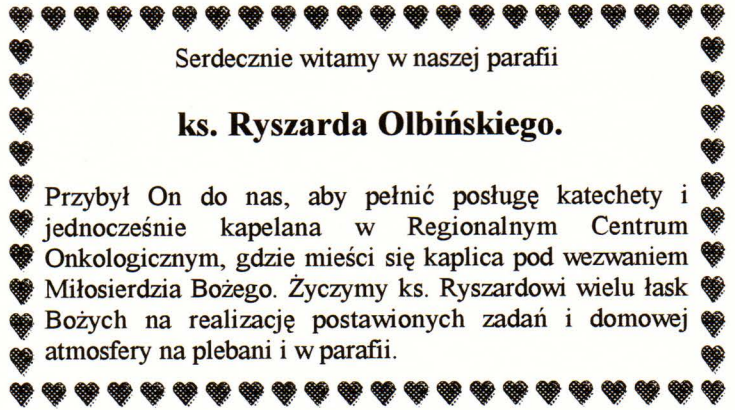 Serdecznie witamy w naszej parafii
ks. Ryszarda Olbińskiego.
Przybył On do nas, aby pełnić posługę katechety i
jednocześnie kapelana w Regionalnym Centrum
Onkologicznym, gdzie mieści się kaplica pod wezwaniem
Miłosierdzia Bożego. Życzymy ks. Ryszardowi wielu łask
Bożych na realizację postawionych zadań i domowej
atmosfery na plebani i w parafii.